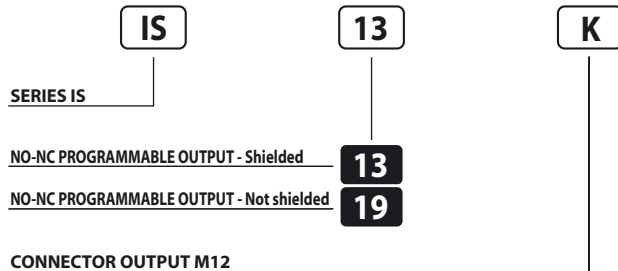 IS 13 K
SERIES IS
NO-NC PROGRAMMABLE OUTPUT - Shielded 13
NO-NC PROGRAMMABLE OUTPUT - Not shielded 19
CONNECTOR OUTPUT M12